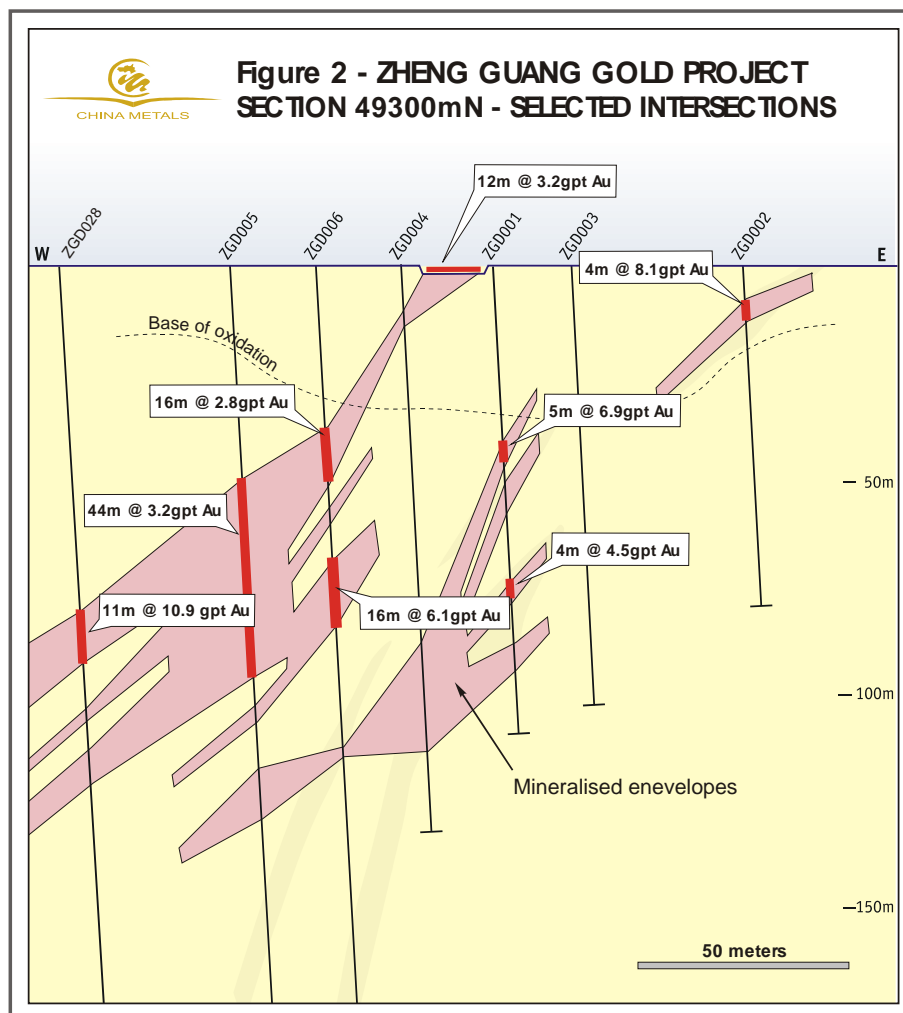 CHINA METALS
Figure 2 - ZHENG GUANG GOLD PROJECT
SECTION 49300mN - SELECTED INTERSECTIONS
12m @ 3.2gpt Au
ZGD028
ZGD005
ZGD006
ZGD004
ZGD001
ZGD003
ZGD002
W
E
4m @ 8.1gpt Au
Base of oxidation
16m @ 2.8gpt Au
5m @ 6.9gpt Au
50m
44m @ 3.2gpt Au
4m @ 4.5gpt Au
11m @ 10.9 gpt Au
16m @ 6.1gpt Au
100m
Mineralised enevelopes
150m
50 meters